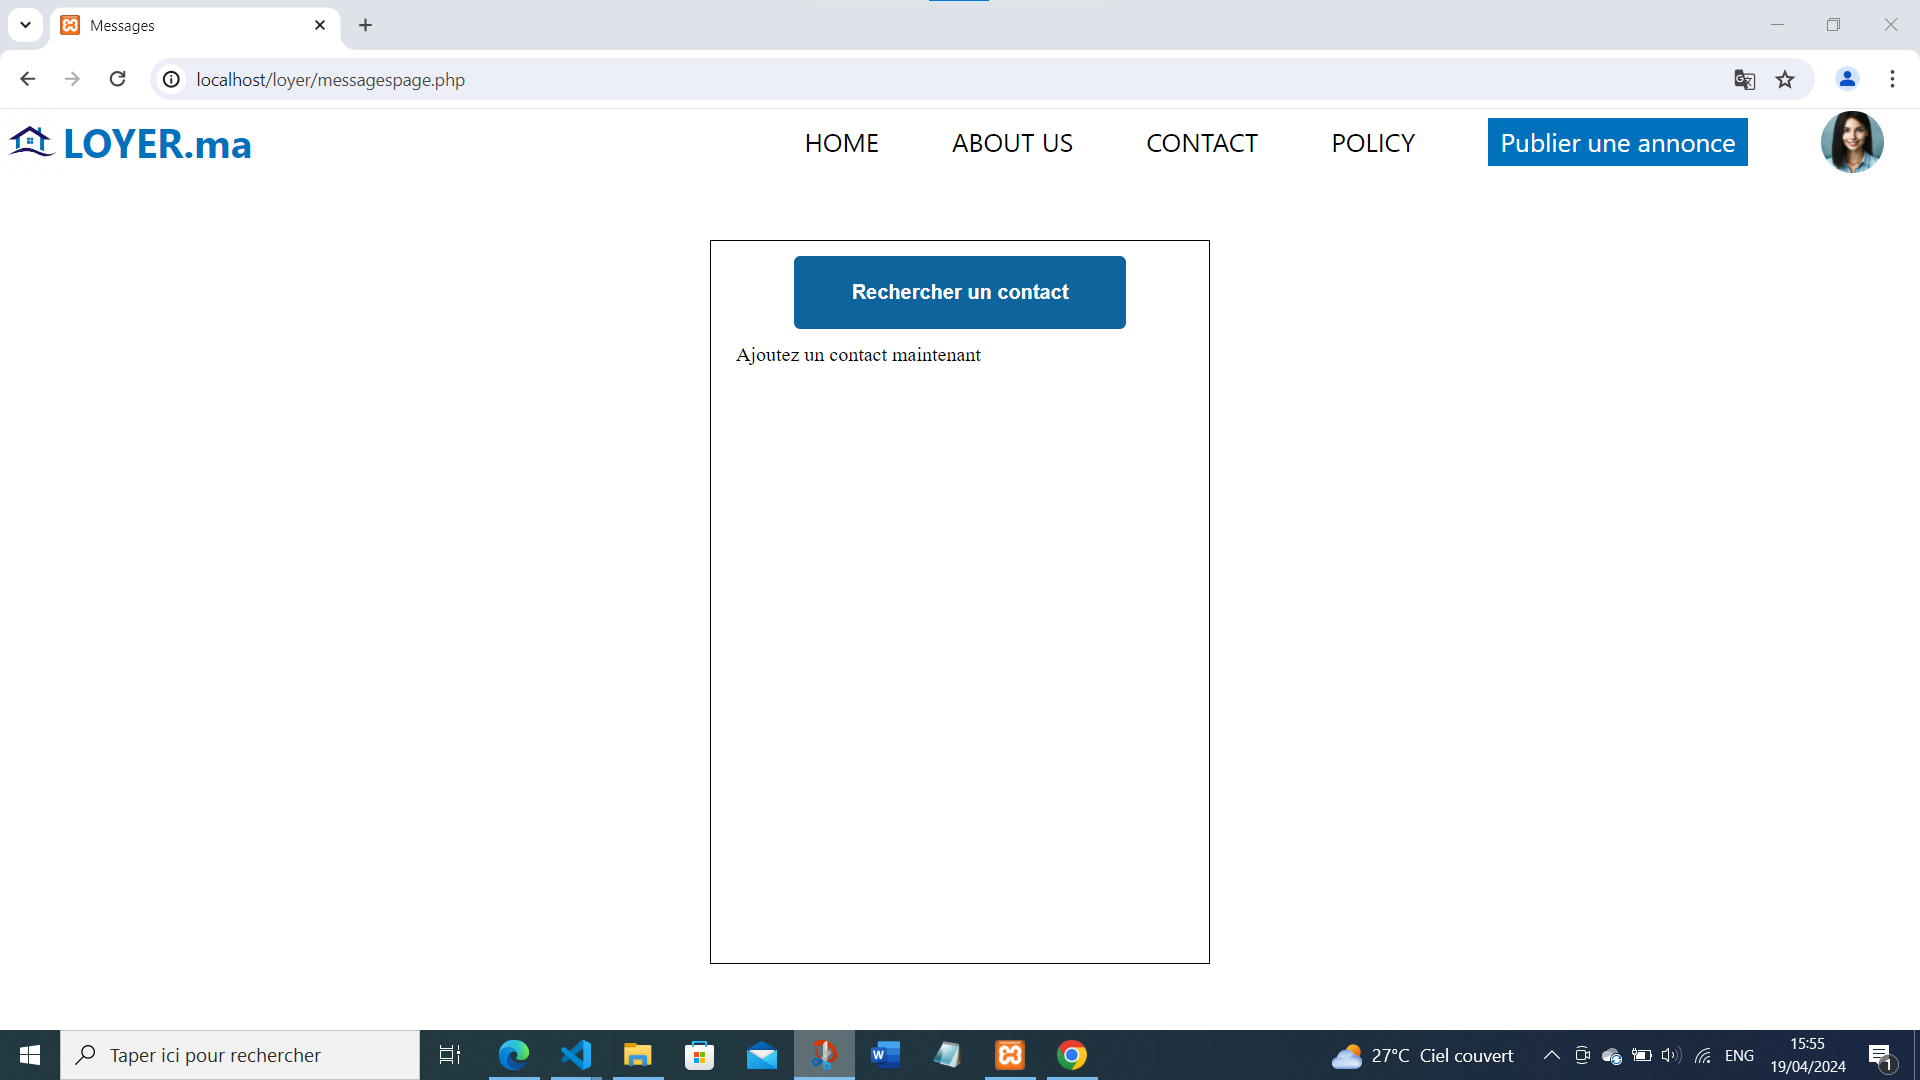 Messages
localhost/loyer/messagespage.php
LOYER.ma
HOME
ABOUT US
CONTACT
POLICY
Publier une annonce
Rechercher un contact
Ajoutez un contact maintenant
Taper ici pour rechercher
27°C Ciel couvert
ENG
15:55
19/04/2024
1